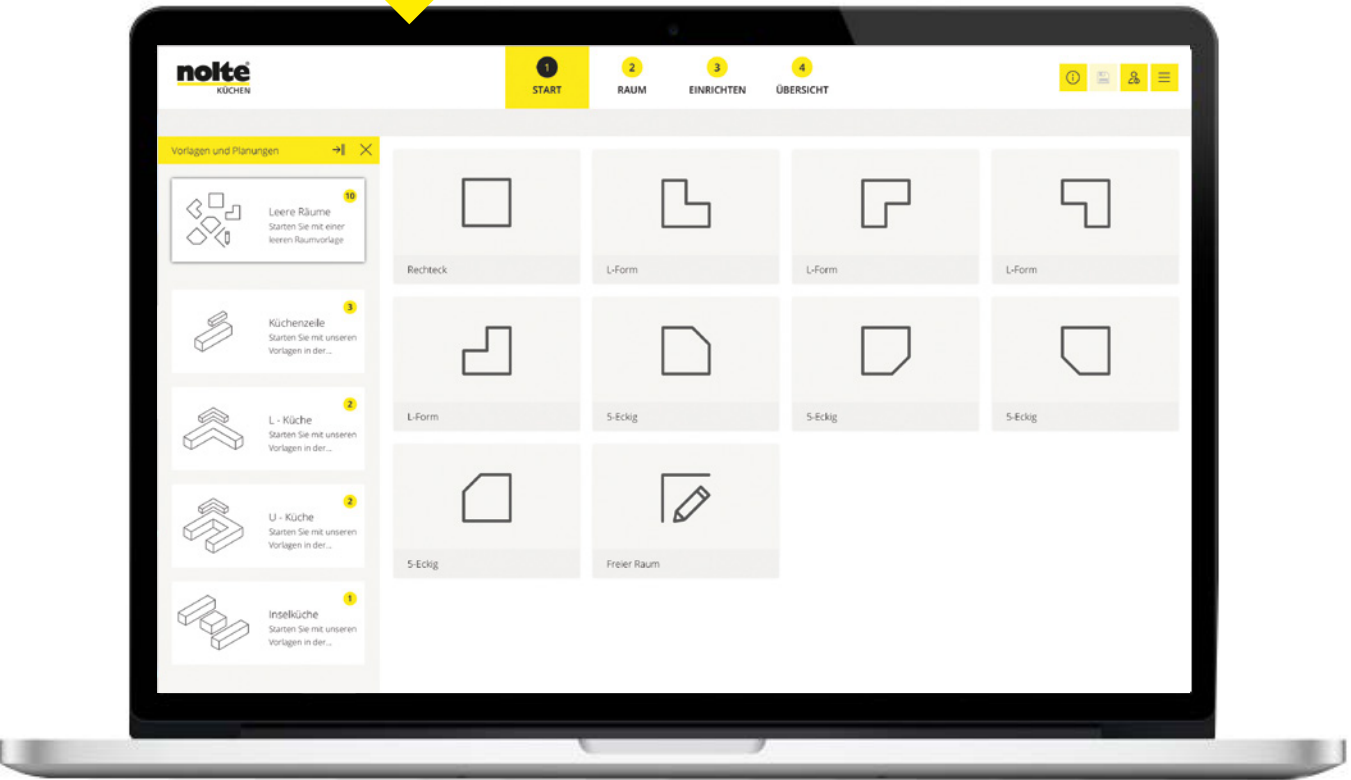 nolte
KÜCHEN
1
START
2
RAUM
3
EINRICHTEN
4
ÜBERSICHT
Vorlagen und Planungen
10
Leere Räume
Starten Sie mit einer
leeren Raumvorlage
3
Küchenzeile
Starten Sie mit unseren
Vorlagen in der...
2
L - Küche
Starten Sie mit unseren
Vorlagen in der...
2
U - Küche
Starten Sie mit unseren
Vorlagen in der...
1
Inselküche
Starten Sie mit unseren
Vorlagen in der...
Rechteck
L-Form
L-Form
L-Form
L-Form
5-Eckig
5-Eckig
5-Eckig
5-Eckig
Freier Raum